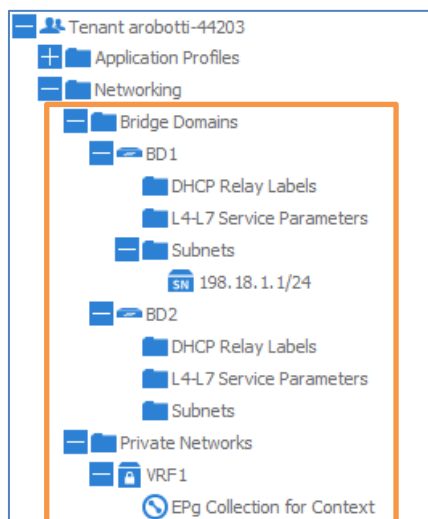 Tenant arobotti-44203
Application Profiles
Networking
Bridge Domains
BD1
DHCP Relay Labels
L4-L7 Service Parameters
Subnets
SN 198.18.1.1/24
BD2
DHCP Relay Labels
L4-L7 Service Parameters
Subnets
Private Networks
VRF1
EPg Collection for Context